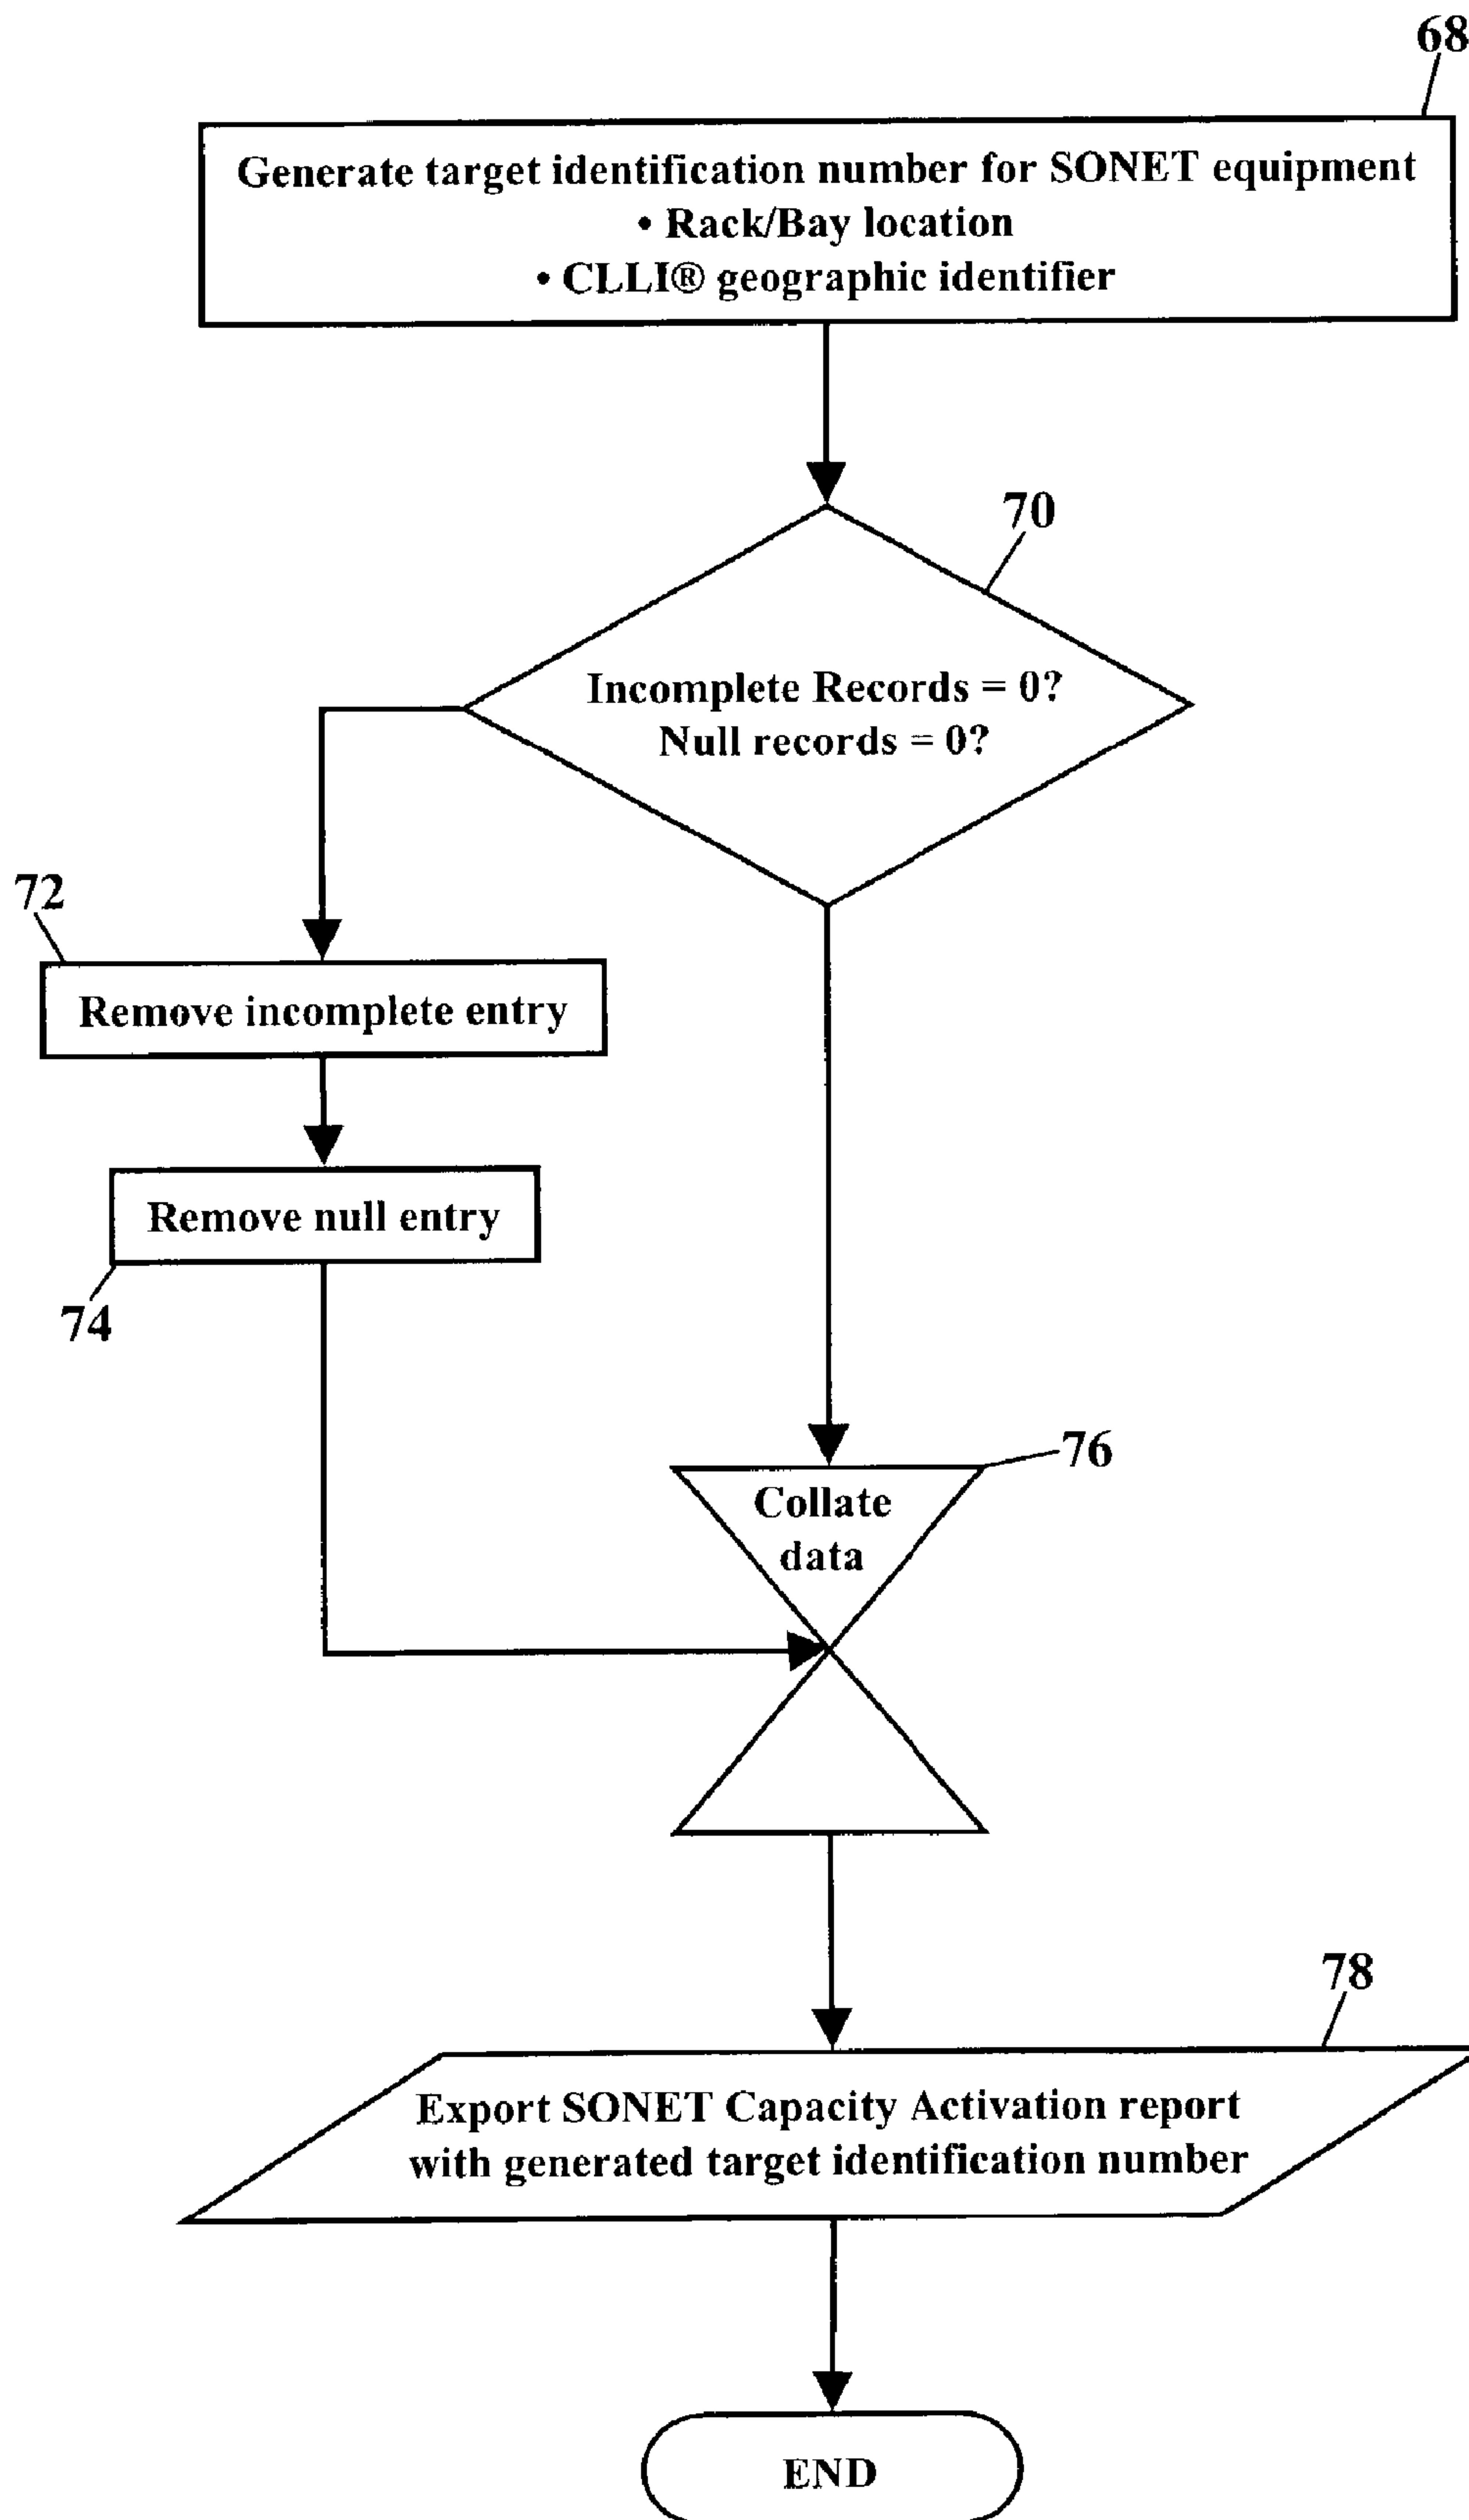 68
Generate target identification number for SONET equipment
• Rack/Bay location
• CLLI® geographic identifier
70
Incomplete Records = 0?
Null records = 0?
72
Remove incomplete entry
Remove null entry
74
76
Collate
data
78
Export SONET Capacity Activation report
with generated target identification number
END